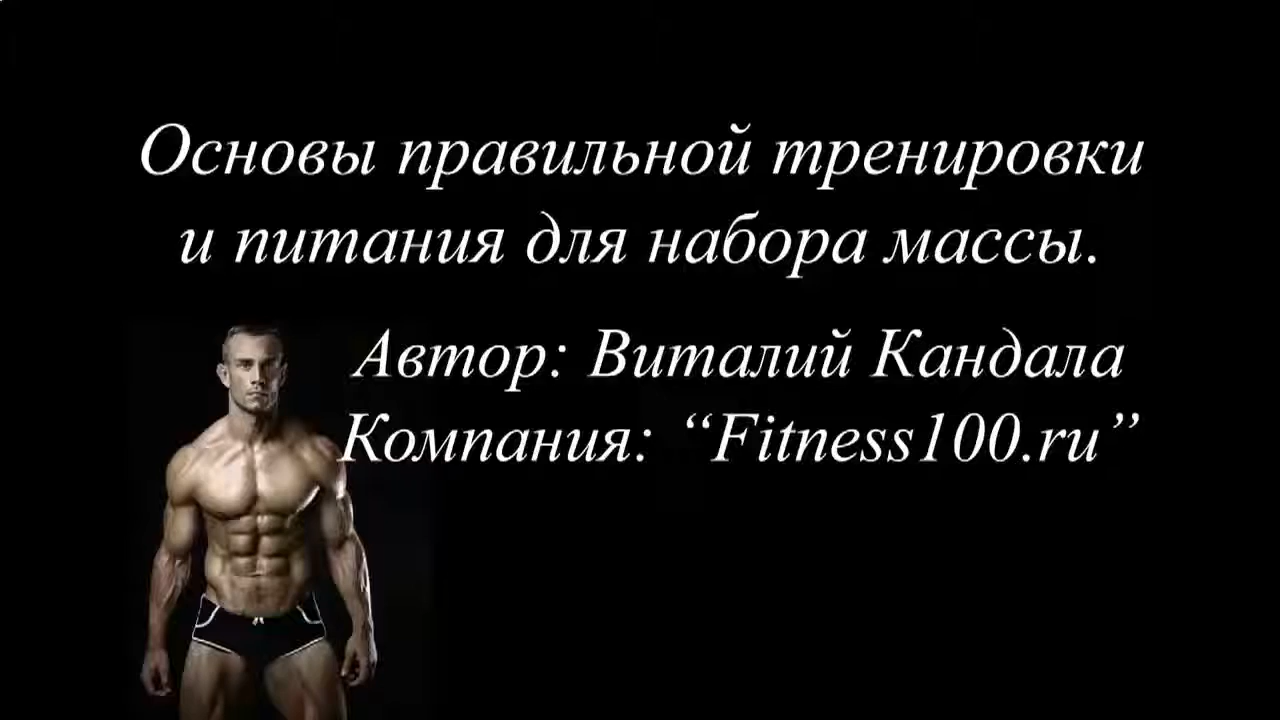 Основы правильной тренировки
и питания для набора массы.
Автор: Виталий Кандала
Компания: “Fitness100.ru”